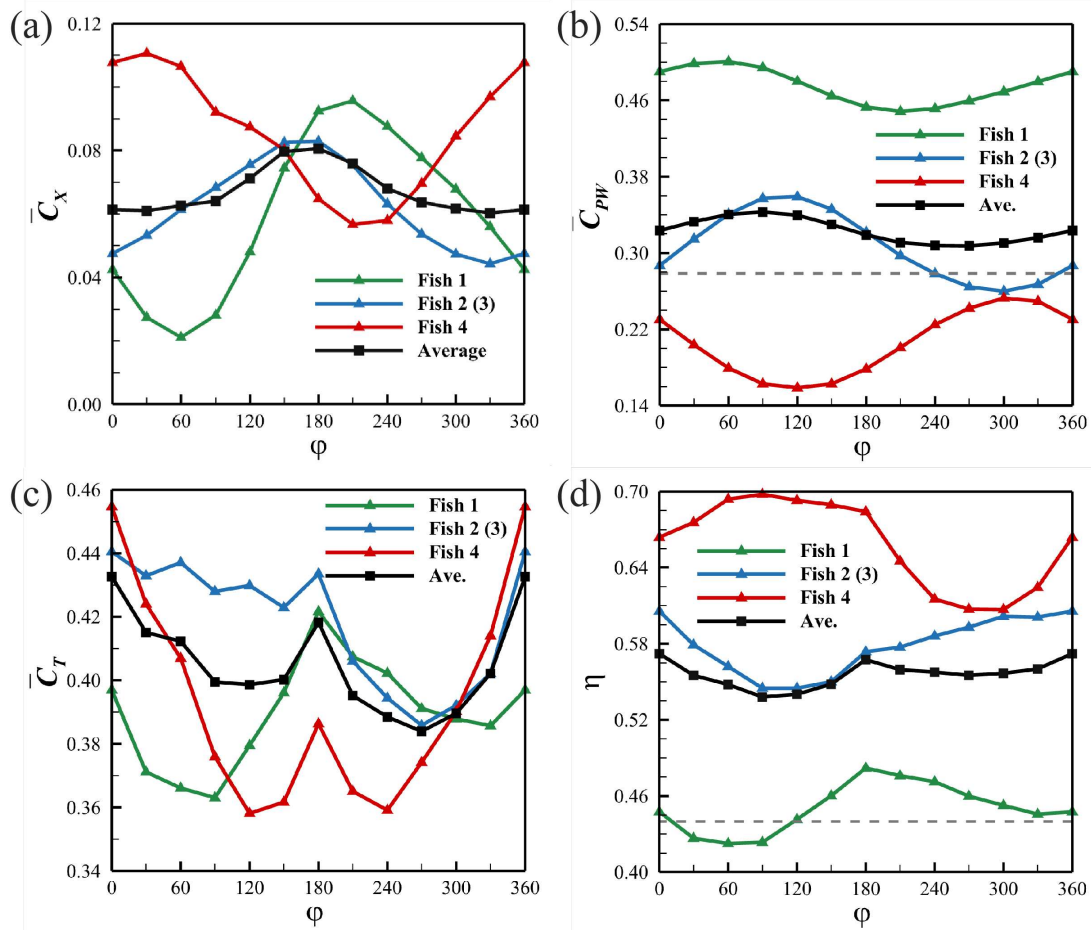 (a)
0.12
0.08
0.04
0.00
C̅_X
Fish 1
Fish 2 (3)
Fish 4
Average
0 60 120 180 240 300 360
φ
(b)
0.54
0.46
0.38
0.30
0.22
0.14
C̅_PW
Fish 1
Fish 2 (3)
Fish 4
Ave.
0 60 120 180 240 300 360
φ
(c)
0.46
0.44
0.42
0.40
0.38
0.36
0.34
C̅_T
Fish 1
Fish 2 (3)
Fish 4
Ave.
0 60 120 180 240 300 360
φ
(d)
0.70
0.64
0.58
0.52
0.46
0.40
η
Fish 1
Fish 2 (3)
Fish 4
Ave.
0 60 120 180 240 300 360
φ